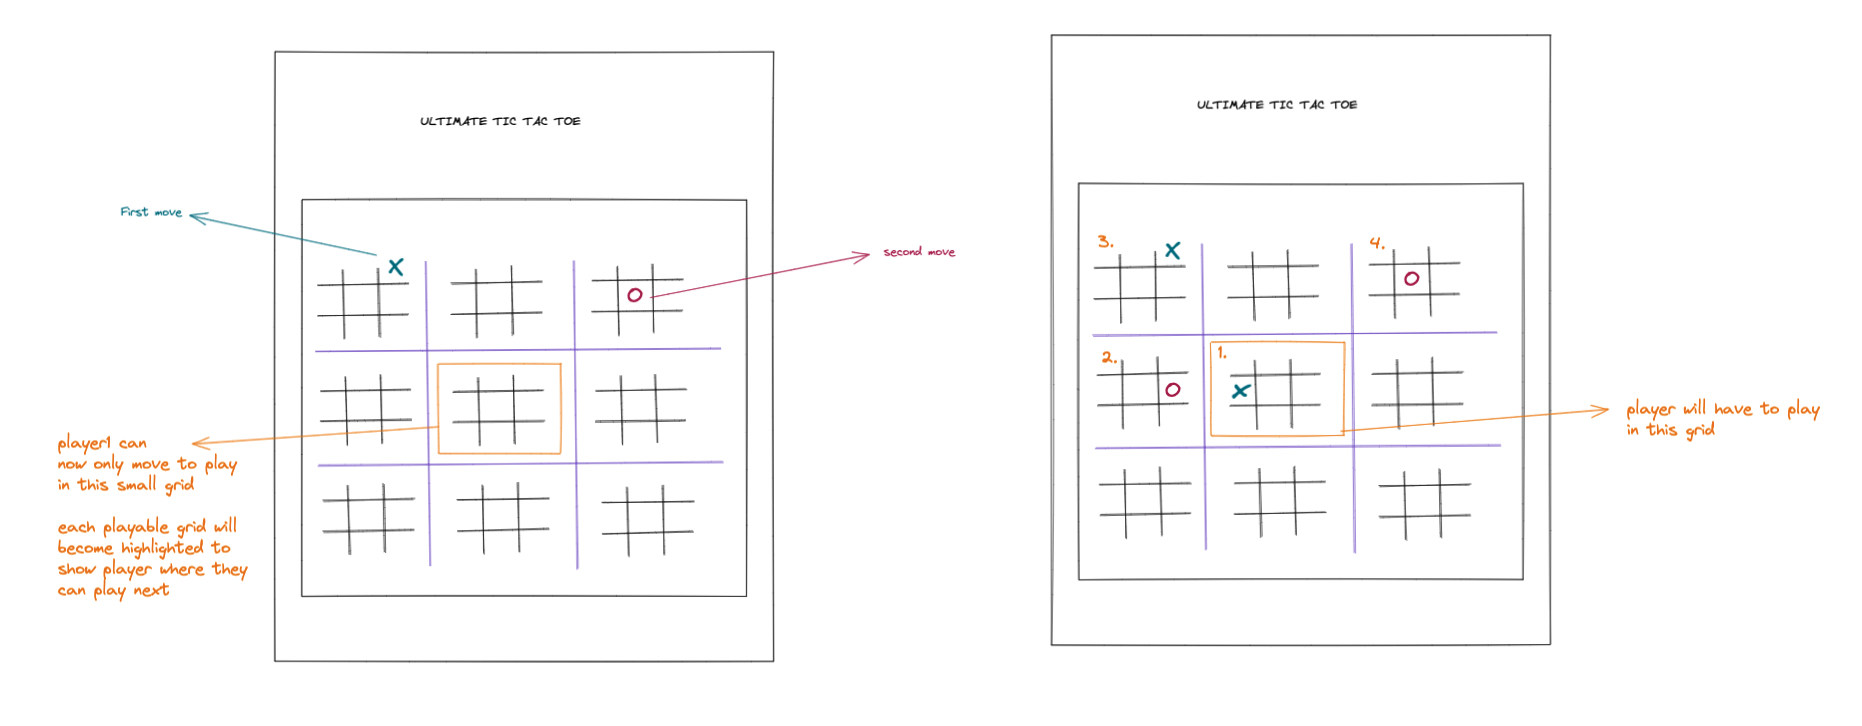 ULTIMATE TIC TAC TOE
First move
X
O
second move
player1 can
now only move to play
in this small grid
each playable grid will
become highlighted to
show player where they
can play next
ULTIMATE TIC TAC TOE
3.
X
4.
O
2.
O
1.
X
player will have to play
in this grid